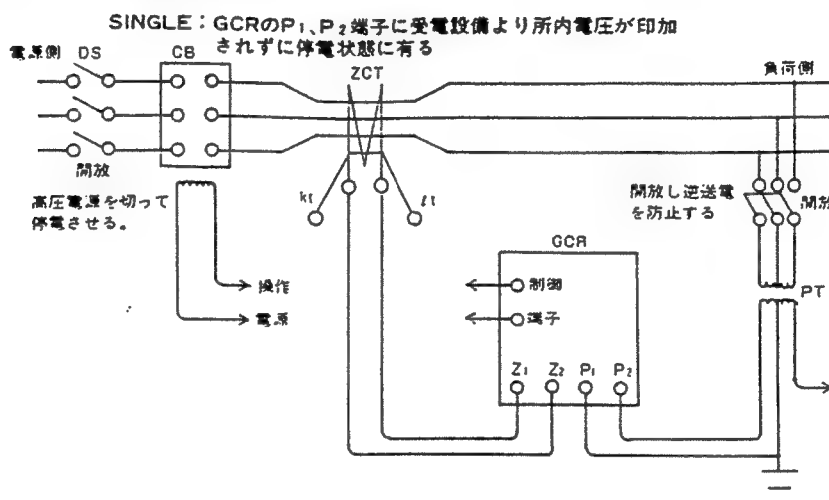 SINGLE：GCRのP₁、P₂端子に受電設備より所内電圧が印加
されずに停電状態に有る
電源側 DS CB
ZCT
負荷側
開放
高圧電源を切って
停電させる。
kt
ℓt
開放し逆送電
を防止する
開放
GCR
操作
電源
制御
端子
PT
Z₁ Z₂ P₁ P₂